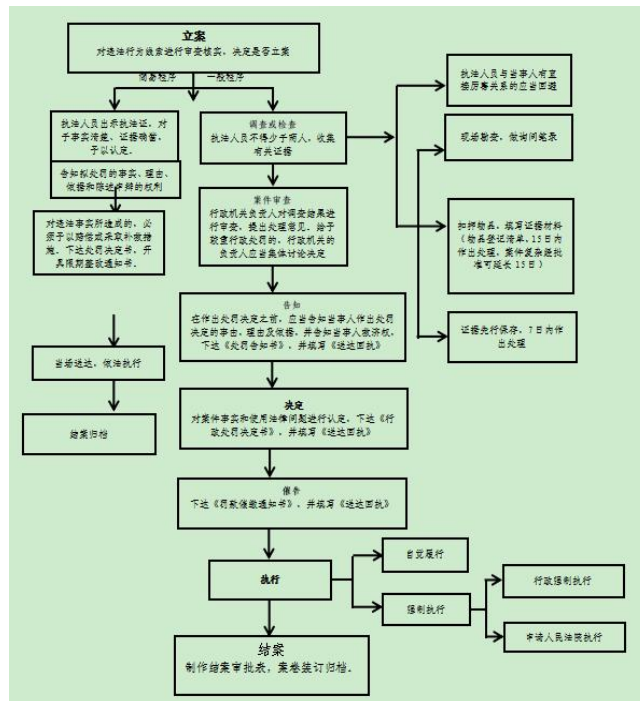 立案
对违法行为线索进行审查核实、决定是否立案
简易程序
一般程序
执法人员出示执法证，对
于事实清楚、证据确凿，
予以认定。
告知拟处罚的事实、理由、
依据和陈述申辩的权利
对违法事实所造成的，必
须予以赔偿或采取补救措
施。下达处罚决定书，开
具限期整改通知书。
当场送达，依法执行
结案归档
调查或检查
执法人员不得少于两人，收集
有关证据
案件审查
行政机关负责人对调查结果进
行审查，提出处理意见。给予
较重行政处罚的，行政机关的
负责人应当集体讨论决定
告知
在作出处罚决定之前，应当告知当事人作出处罚
决定的事由、理由及依据，并告知当事人救济权。
下达《处罚告知书》，并填写《送达回执》
决定
对案件事实和使用法律问题进行认定，下达《行
政处罚决定书》，并填写《送达回执》
催告
下达《罚款催缴通知书》，并填写《送达回执》
执行
自觉履行
强制执行
行政强制执行
申请人民法院执行
结案
制作结案审批表，案卷装订归档。
执法人员与当事人有直
接厉害关系的应当回避
现场勘查，做询问笔录
扣押物品，填写证据材料
（物品登记清单，15日内
作出处理，案件复杂经批
准可延长15日）
证据先行保存，7日内作
出处理